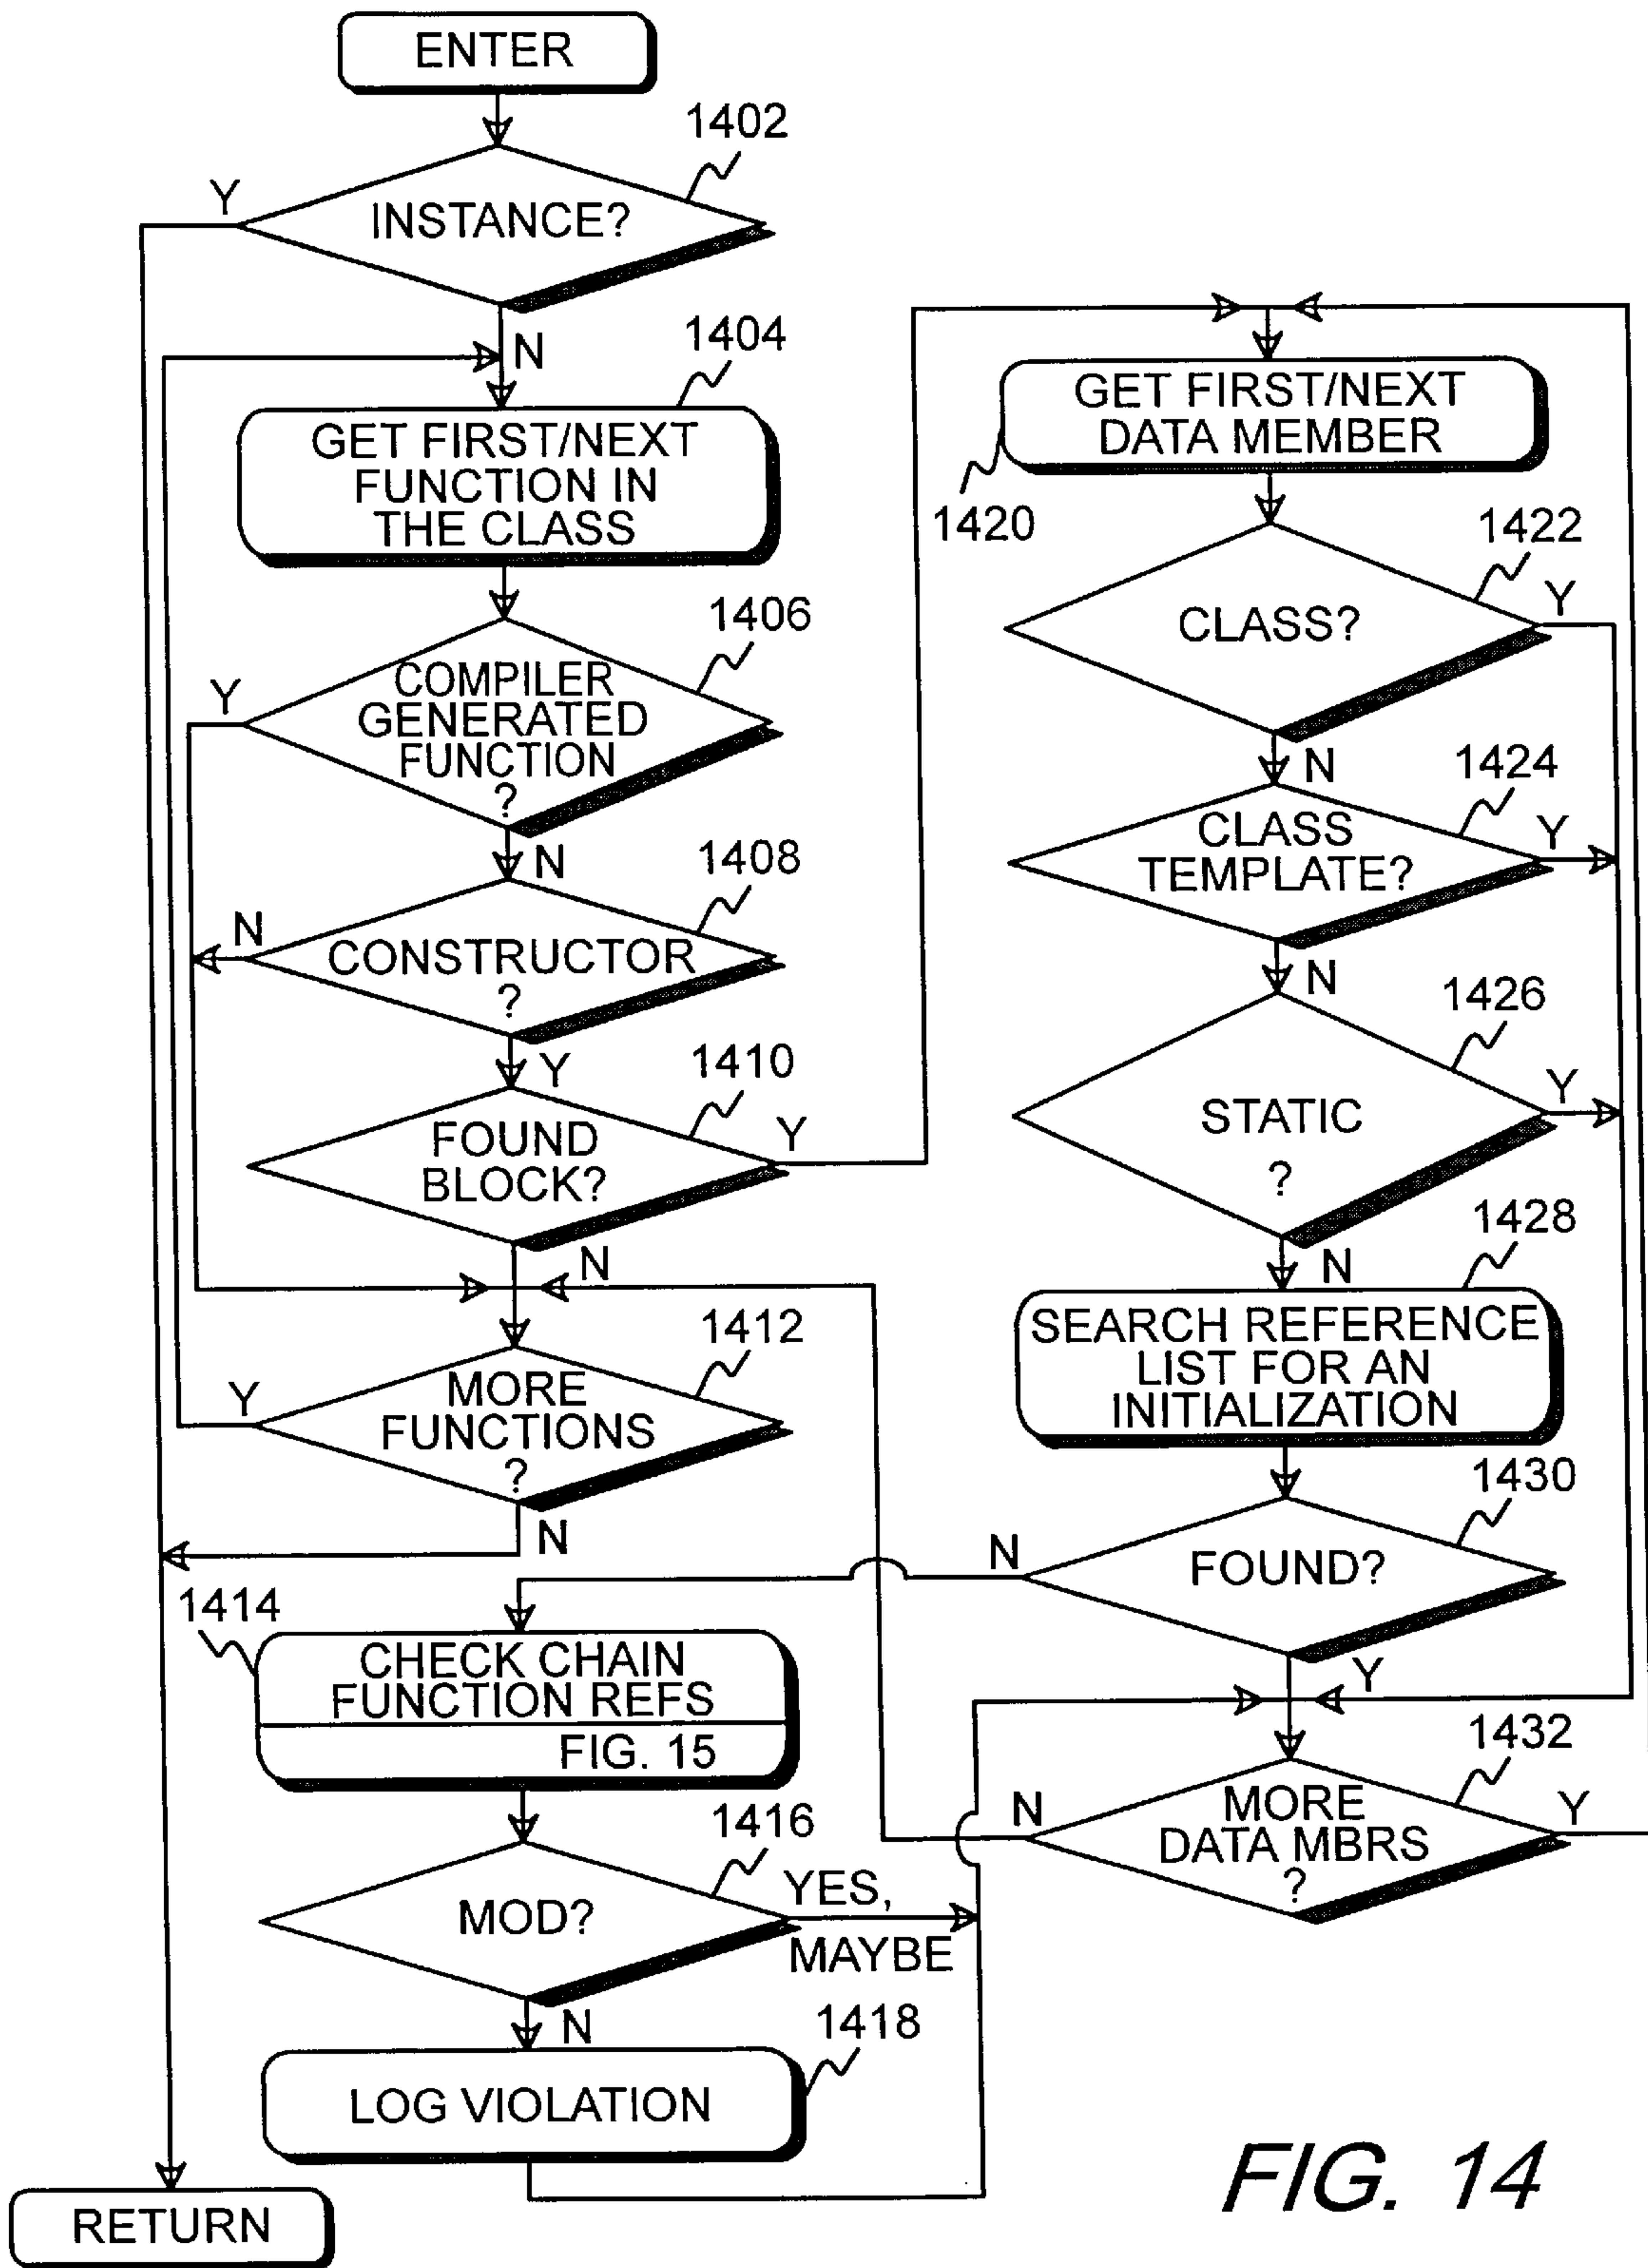 ENTER
1402
Y
INSTANCE?
N
1404
GET FIRST/NEXT
FUNCTION IN
THE CLASS
1406
Y
COMPILER
GENERATED
FUNCTION
?
N
1408
N
CONSTRUCTOR
?
Y
1410
FOUND
BLOCK?
Y
N
1412
Y
MORE
FUNCTIONS
?
N
1414
CHECK CHAIN
FUNCTION REFS
FIG. 15
1416
MOD?
YES,
MAYBE
N
1418
LOG VIOLATION
RETURN
GET FIRST/NEXT
DATA MEMBER
1420
1422
CLASS?
Y
N
1424
CLASS
TEMPLATE?
Y
N
1426
STATIC
?
Y
N
1428
SEARCH REFERENCE
LIST FOR AN
INITIALIZATION
1430
N
FOUND?
Y
1432
N
MORE
DATA MBRS
?
Y
FIG. 14